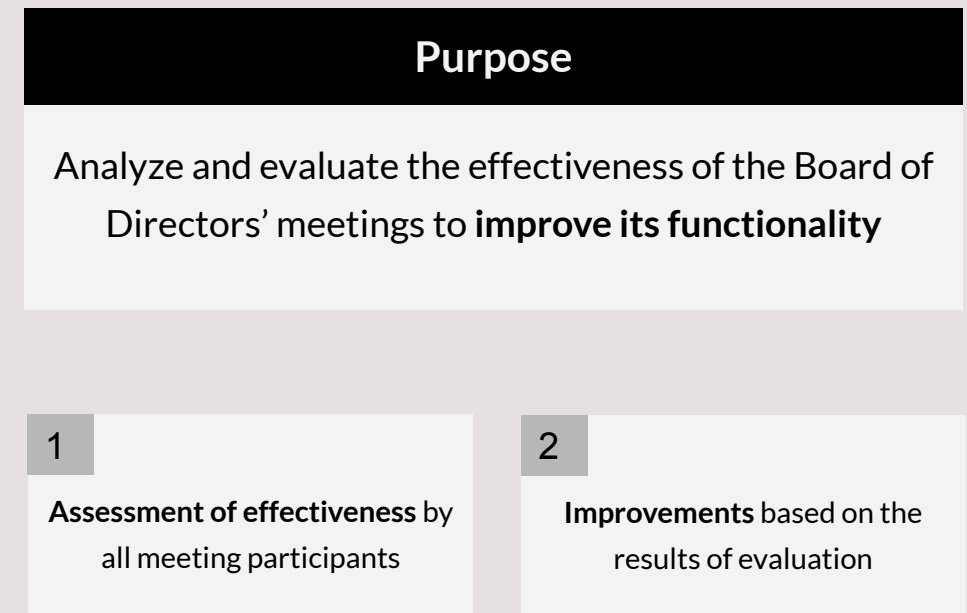 Purpose
Analyze and evaluate the effectiveness of the Board of
Directors’ meetings to improve its functionality
1
Assessment of effectiveness by
all meeting participants
2
Improvements based on the
results of evaluation